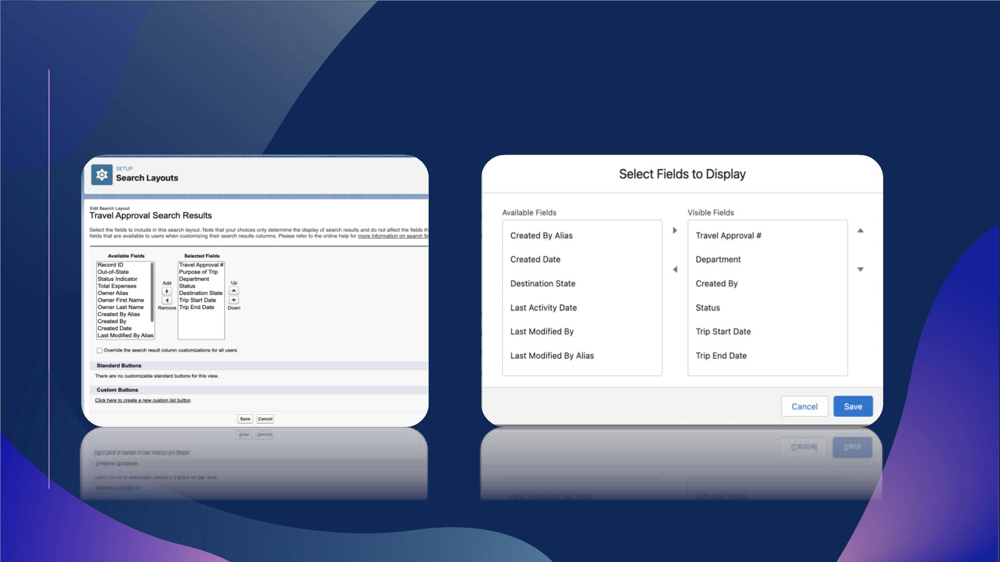 SETUP
Search Layouts
Edit Search Layout
Travel Approval Search Results
Select the fields to include in this search layout. Note that your choices only determine the display of search results and do not affect the fields
fields that are available to users when customizing their search results columns. Please refer to the online help for more information on search
Available Fields
Record ID
Out-of-State
Status Indicator
Total Expenses
Owner Alias
Owner First Name
Owner Last Name
Created By Alias
Created By
Created Date
Last Modified By Alias
Add
Remove
Selected Fields
Travel Approval #
Purpose of Trip
Department
Status
Destination State
Trip Start Date
Trip End Date
Up
Down
Override the search result column customizations for all users
Standard Buttons
There are no customizable standard buttons for this view.
Custom Buttons
Click here to create a new custom list button
Save Cancel
Select Fields to Display
Available Fields
Created By Alias
Created Date
Destination State
Last Activity Date
Last Modified By
Last Modified By Alias
Visible Fields
Travel Approval #
Department
Created By
Status
Trip Start Date
Trip End Date
Cancel Save